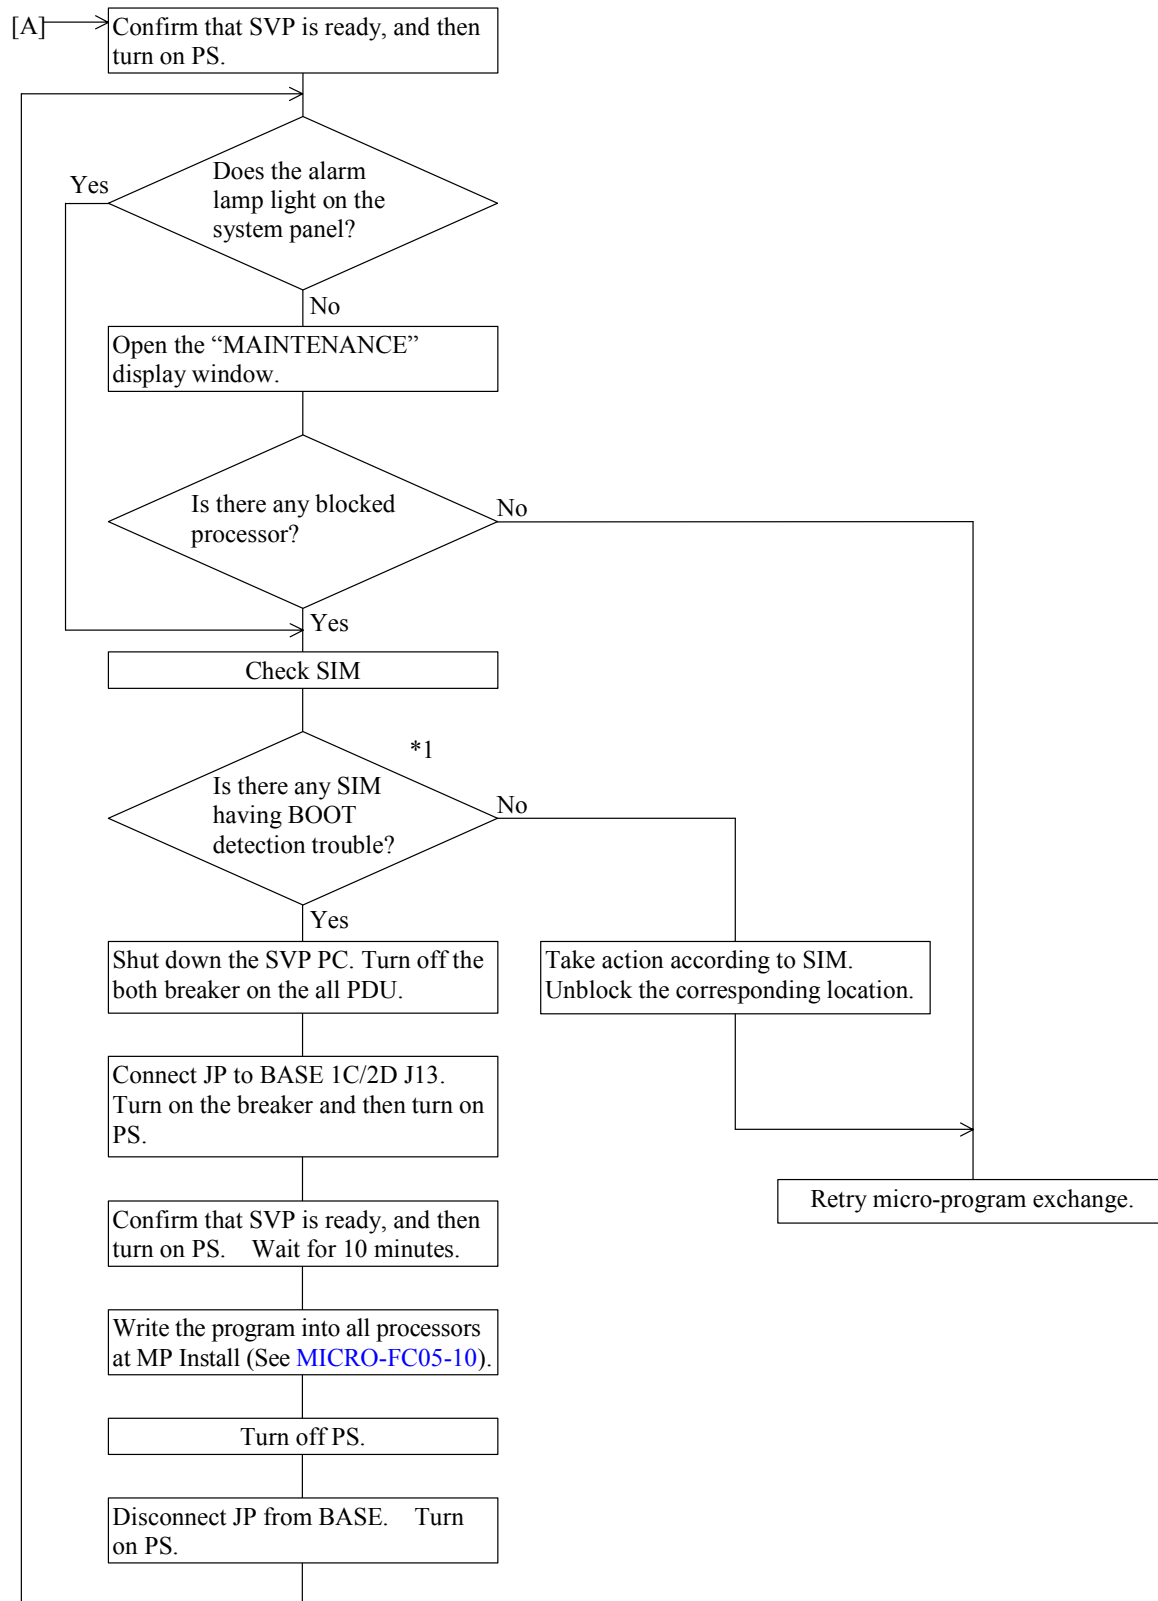 [A]
Confirm that SVP is ready, and then
turn on PS.
Does the alarm
lamp light on the
system panel?
Yes
No
Open the “MAINTENANCE”
display window.
Is there any blocked
processor?
No
Yes
Check SIM
*1
Is there any SIM
having BOOT
detection trouble?
No
Yes
Shut down the SVP PC. Turn off the
both breaker on the all PDU.
Take action according to SIM.
Unblock the corresponding location.
Connect JP to BASE 1C/2D J13.
Turn on the breaker and then turn on
PS.
Retry micro-program exchange.
Confirm that SVP is ready, and then
turn on PS. Wait for 10 minutes.
Write the program into all processors
at MP Install (See MICRO-FC05-10).
Turn off PS.
Disconnect JP from BASE. Turn
on PS.